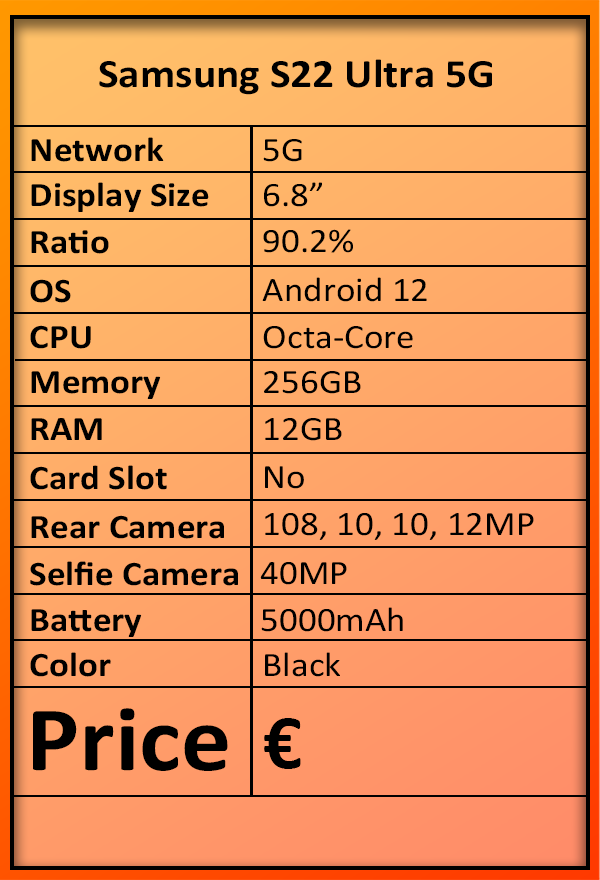 Samsung S22 Ultra 5G
Network 5G
Display Size 6.8”
Ratio 90.2%
OS Android 12
CPU Octa-Core
Memory 256GB
RAM 12GB
Card Slot No
Rear Camera 108, 10, 10, 12MP
Selfie Camera 40MP
Battery 5000mAh
Color Black
Price €